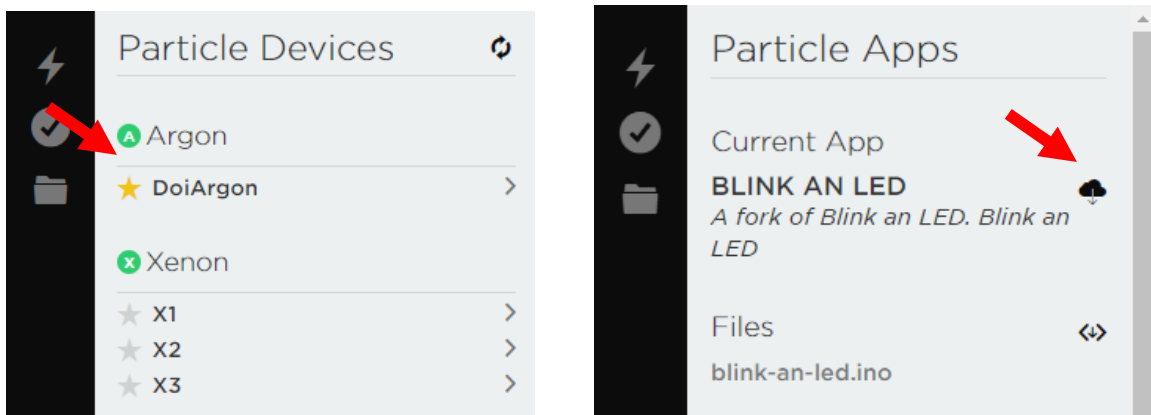 Particle Devices
A Argon
DoiArgon
X Xenon
X1
X2
X3
Particle Apps
Current App
BLINK AN LED
A fork of Blink an LED. Blink an
LED
Files
blink-an-led.ino